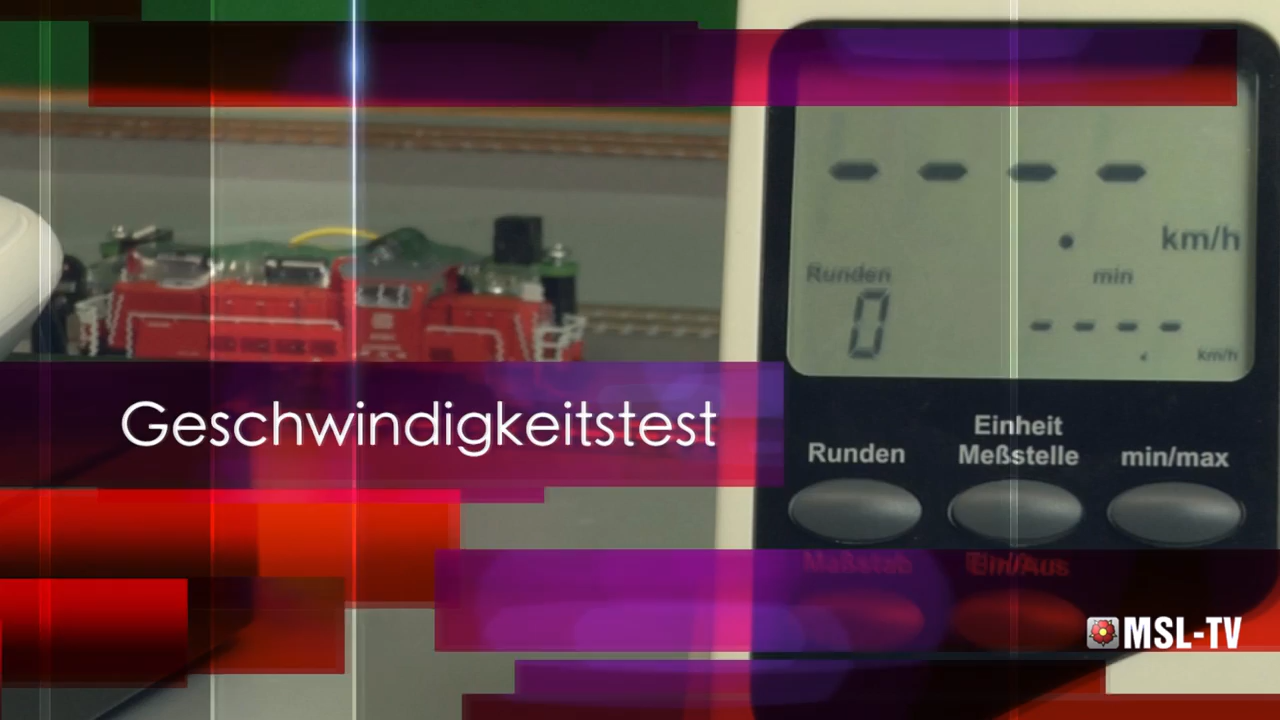 - - - -
km/h
Runden
min
0
- - - -
km/h
Geschwindigkeitstest
Einheit
Runden Meßstelle min/max
Maßstab Ein/Aus
MSL-TV